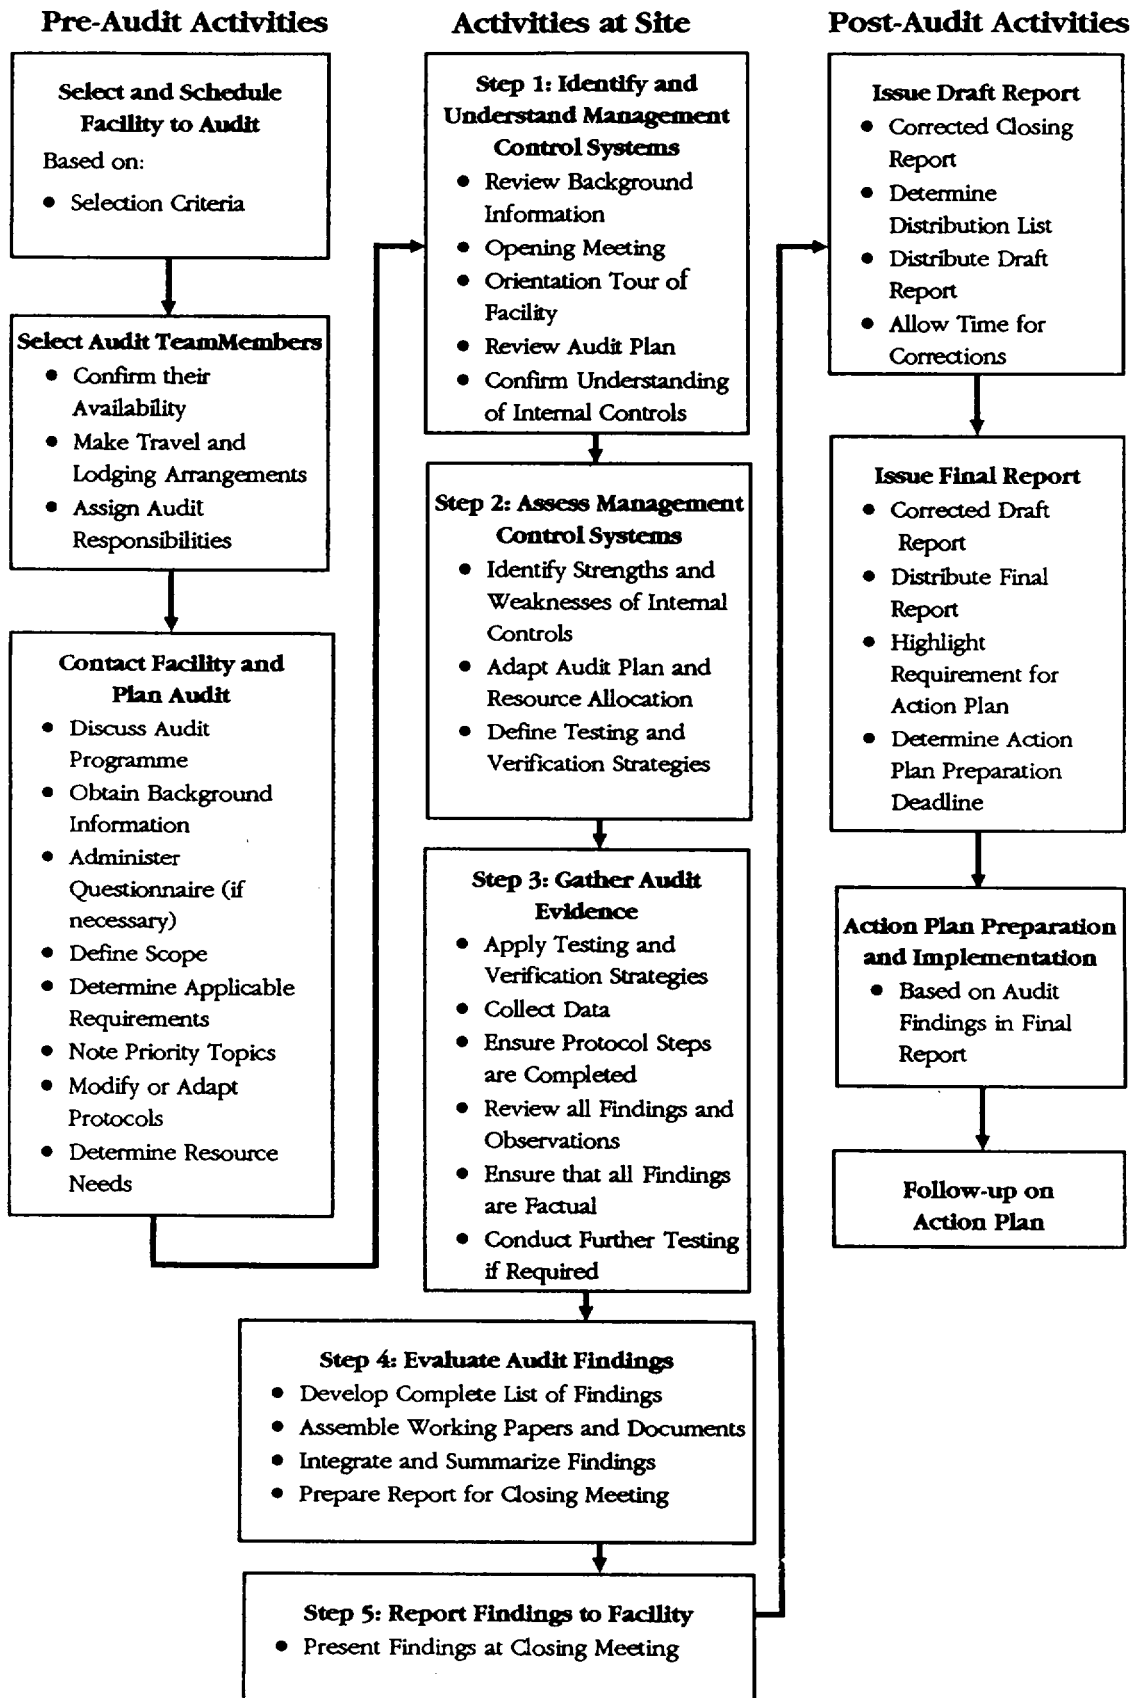 Pre-Audit Activities
Select and Schedule
Facility to Audit
Based on:
• Selection Criteria
Select Audit TeamMembers
• Confirm their
Availability
• Make Travel and
Lodging Arrangements
• Assign Audit
Responsibilities
Contact Facility and
Plan Audit
• Discuss Audit
Programme
• Obtain Background
Information
• Administer
Questionnaire (if
necessary)
• Define Scope
• Determine Applicable
Requirements
• Note Priority Topics
• Modify or Adapt
Protocols
• Determine Resource
Needs
Activities at Site
Step 1: Identify and
Understand Management
Control Systems
• Review Background
Information
• Opening Meeting
• Orientation Tour of
Facility
• Review Audit Plan
• Confirm Understanding
of Internal Controls
Step 2: Assess Management
Control Systems
• Identify Strengths and
Weaknesses of Internal
Controls
• Adapt Audit Plan and
Resource Allocation
• Define Testing and
Verification Strategies
Step 3: Gather Audit
Evidence
• Apply Testing and
Verification Strategies
• Collect Data
• Ensure Protocol Steps
are Completed
• Review all Findings and
Observations
• Ensure that all Findings
are Factual
• Conduct Further Testing
if Required
Step 4: Evaluate Audit Findings
• Develop Complete List of Findings
• Assemble Working Papers and Documents
• Integrate and Summarize Findings
• Prepare Report for Closing Meeting
Step 5: Report Findings to Facility
• Present Findings at Closing Meeting
Post-Audit Activities
Issue Draft Report
• Corrected Closing
Report
• Determine
Distribution List
• Distribute Draft
Report
• Allow Time for
Corrections
Issue Final Report
• Corrected Draft
Report
• Distribute Final
Report
• Highlight
Requirement for
Action Plan
• Determine Action
Plan Preparation
Deadline
Action Plan Preparation
and Implementation
• Based on Audit
Findings in Final
Report
Follow-up on
Action Plan